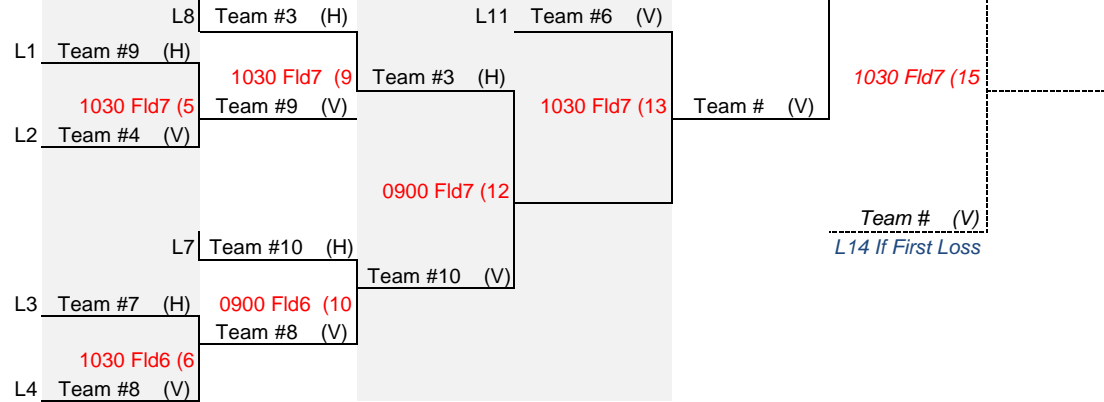 L8 Team #3 (H) L11 Team #6 (V)
L1 Team #9 (H)
1030 Fld7 (9 Team #3 (H) 1030 Fld7 (15
1030 Fld7 (5 Team #9 (V) 1030 Fld7 (13 Team # (V)
L2 Team #4 (V)
0900 Fld7 (12
Team # (V)
L7 Team #10 (H) L14 If First Loss
Team #10 (V)
L3 Team #7 (H) 0900 Fld6 (10
Team #8 (V)
1030 Fld6 (6
L4 Team #8 (V)